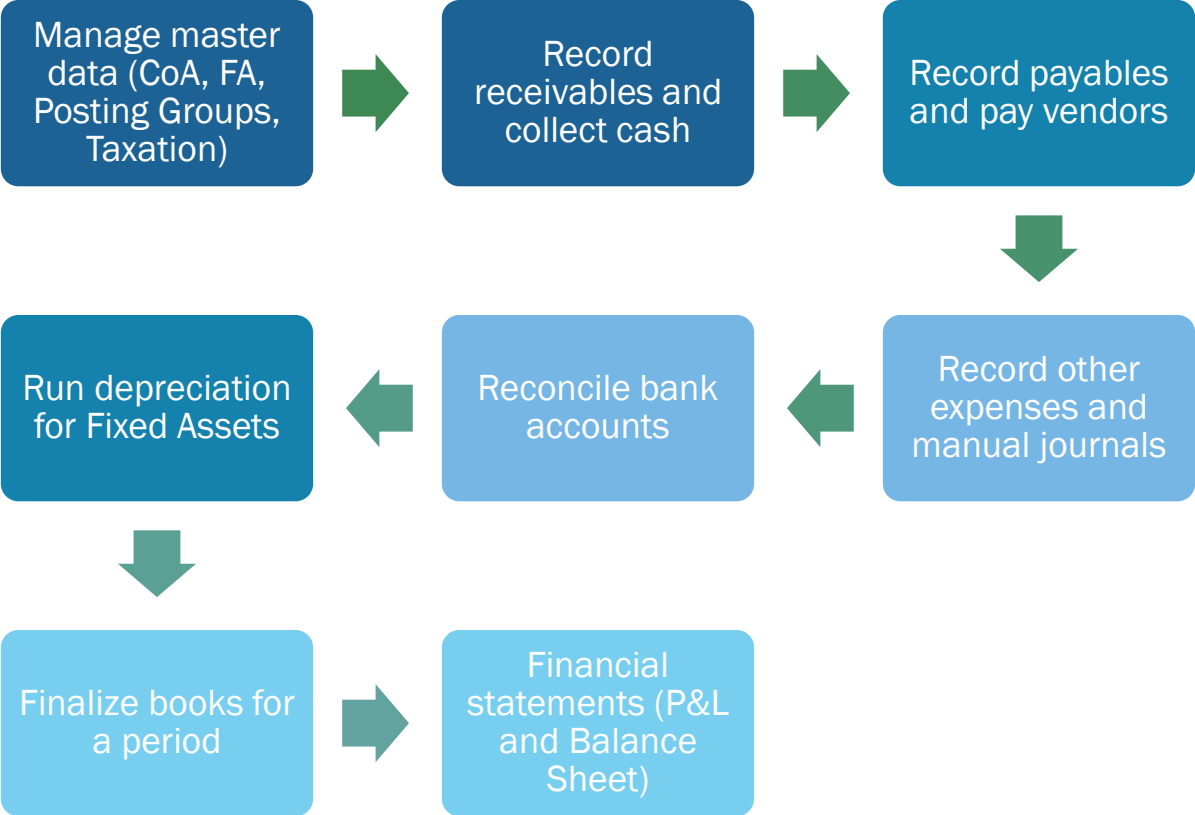 Manage master
data (CoA, FA,
Posting Groups,
Taxation)
Record
receivables and
collect cash
Record payables
and pay vendors
Record other
expenses and
manual journals
Reconcile bank
accounts
Run depreciation
for Fixed Assets
Finalize books for
a period
Financial
statements (P&L
and Balance
Sheet)